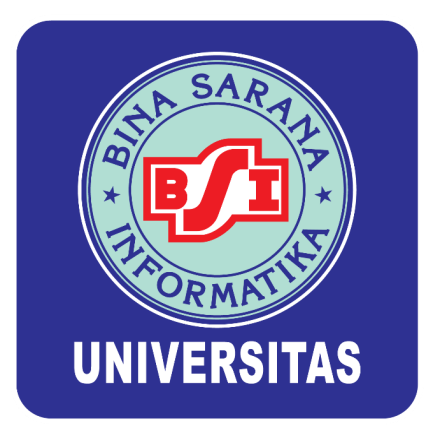 BINA SARANA
BSI
INFORMATIKA
UNIVERSITAS